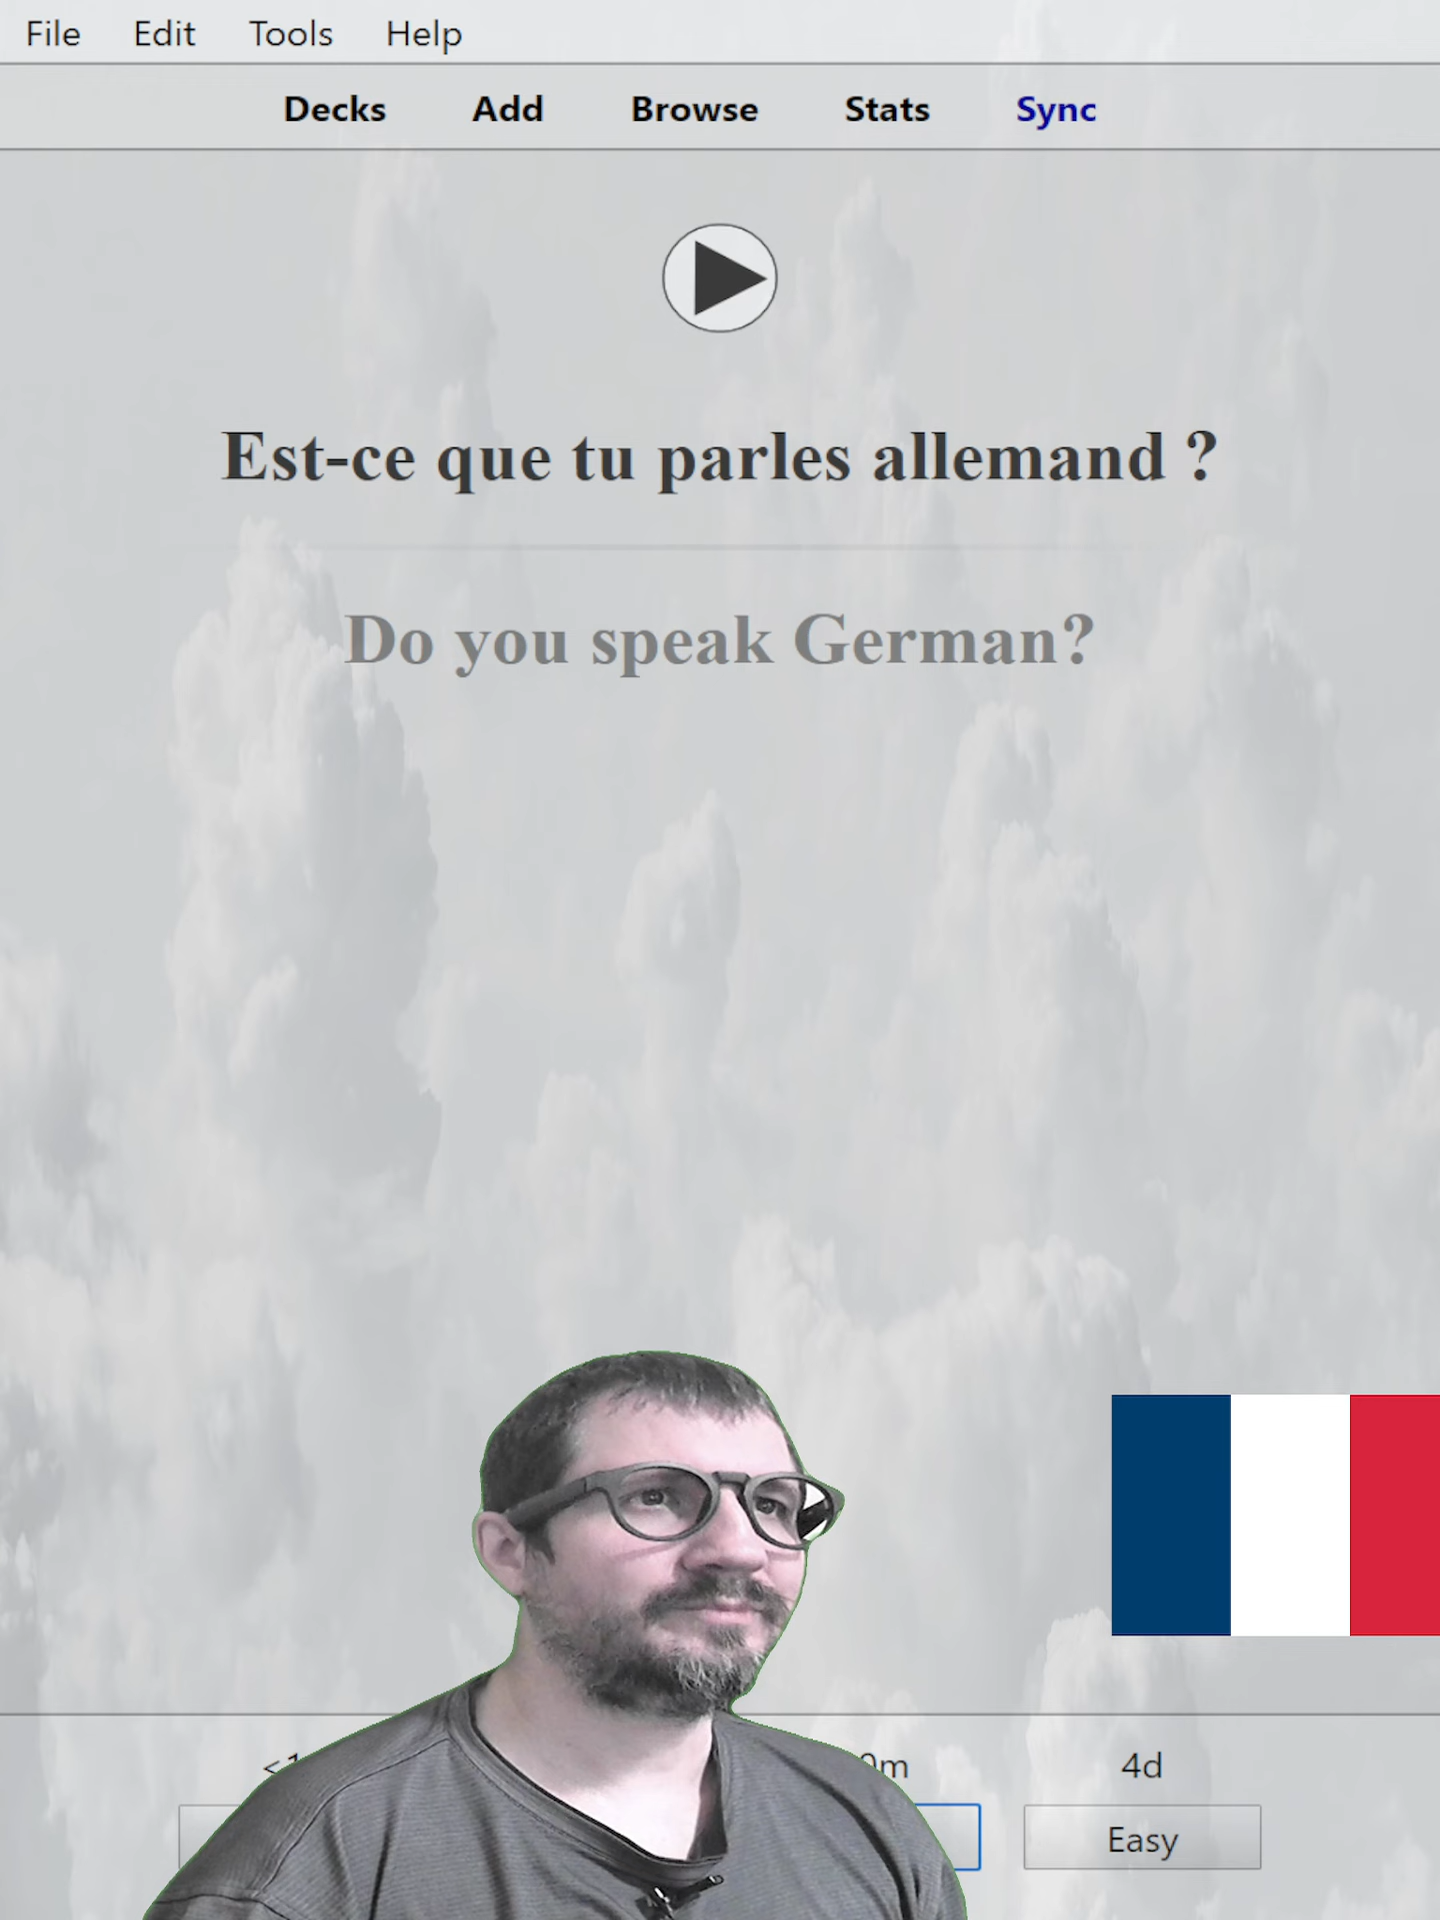 File Edit Tools Help
Decks Add Browse Stats Sync
Est-ce que tu parles allemand ?
Do you speak German?
4d
Easy